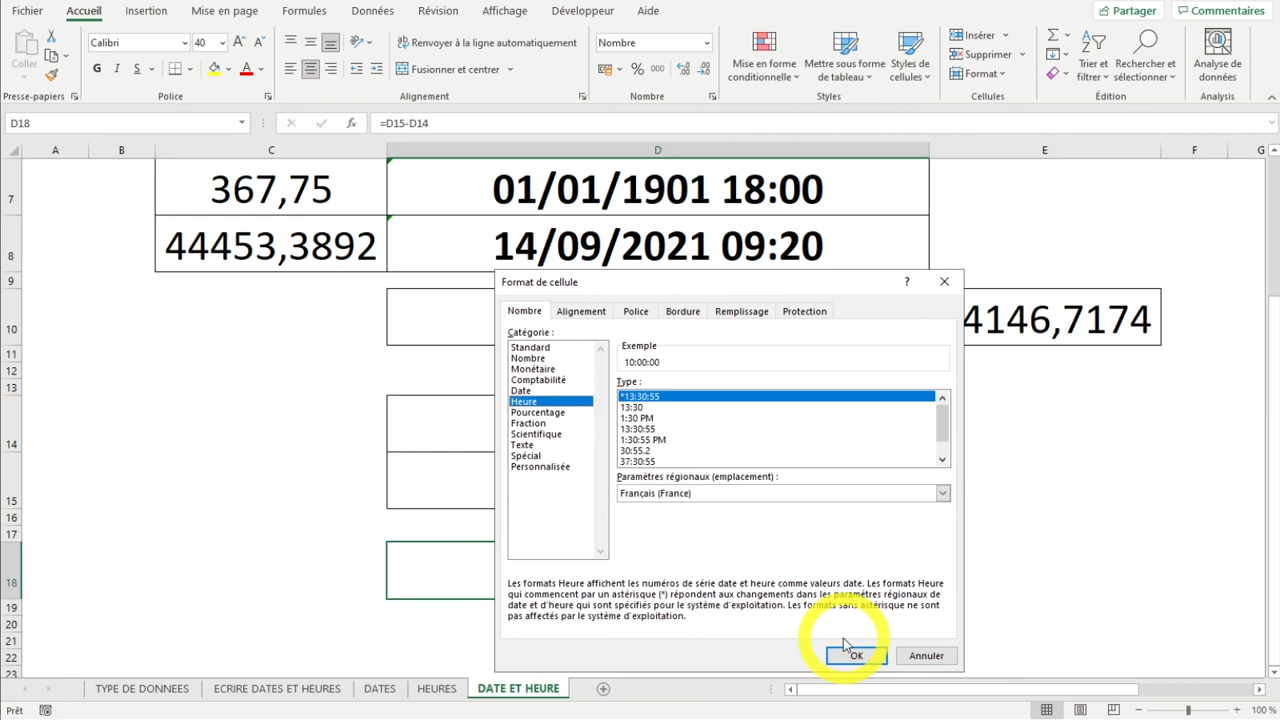 Fichier Accueil Insertion Mise en page Formules Données Révision Affichage Développeur Aide Partager Commentaires
Coller
Calibri 40
G I S
Renvoyer à la ligne automatiquement
Fusionner et centrer
Nombre
% 000
Mise en forme conditionnelle
Mettre sous forme de tableau
Styles de cellules
Insérer
Supprimer
Format
Trier et filtrer
Rechercher et sélectionner
Analyse de données
Presse-papiers Police Alignement Nombre Styles Cellules Édition Analysis
D18 fx =D15-D14
A B C D E F G
7 367,75 01/01/1901 18:00
8 44453,3892 14/09/2021 09:20
9
10 4146,7174
11
12
13
14
15
16
17
18
19
20
21
22
23
Format de cellule ?
Nombre Alignement Police Bordure Remplissage Protection
Catégorie :
Standard
Nombre
Monétaire
Comptabilité
Date
Heure
Pourcentage
Fraction
Scientifique
Texte
Spécial
Personnalisée
Exemple
10:00:00
Type :
*13:30:55
13:30
1:30 PM
13:30:55
1:30:55 PM
30:55.2
37:30:55
Paramètres régionaux (emplacement) :
Français (France)
Les formats Heure affichent les numéros de série date et heure comme valeurs date. Les formats Heure
qui commencent par un astérisque (*) répondent aux changements dans les paramètres régionaux de
date et d'heure qui sont spécifiés pour le système d'exploitation. Les formats sans astérisque ne sont
pas affectés par le système d'exploitation.
OK Annuler
TYPE DE DONNEES ECRIRE DATES ET HEURES DATES HEURES DATE ET HEURE
Prêt 100 %